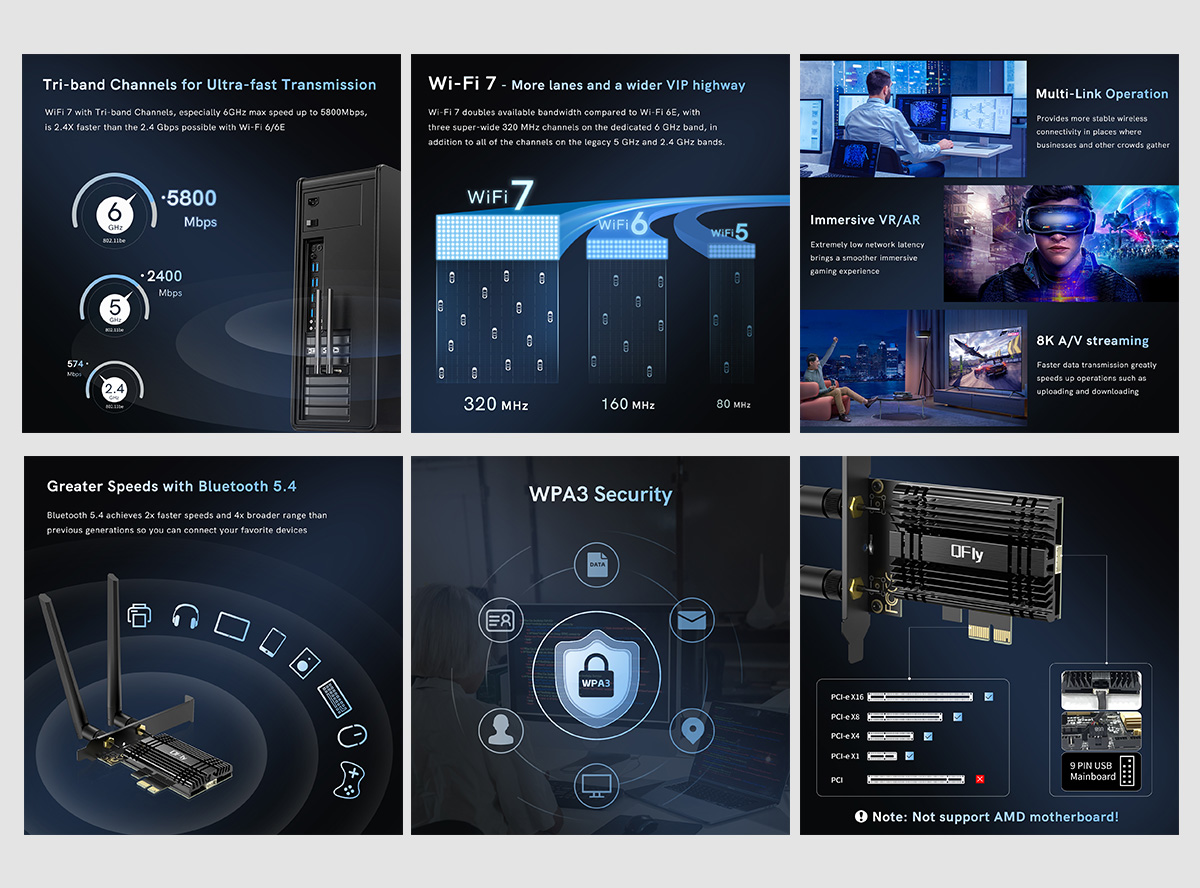 Tri-band Channels for Ultra-fast Transmission
WiFi 7 with Tri-band Channels, especially 6GHz max speed up to 5800Mbps,
is 2.4X faster than the 2.4 Gbps possible with Wi-Fi 6/6E
6
GHz
802.11be
5800
Mbps
5
GHz
802.11be
2400
Mbps
574
Mbps
2.4
GHz
802.11be
Wi-Fi 7 - More lanes and a wider VIP highway
Wi-Fi 7 doubles available bandwidth compared to Wi-Fi 6E, with
three super-wide 320 MHz channels on the dedicated 6 GHz band, in
addition to all of the channels on the legacy 5 GHz and 2.4 GHz bands.
WiFi 7
WiFi 6
WiFi 5
320 MHz
160 MHz
80 MHz
Multi-Link Operation
Provides more stable wireless
connectivity in places where
businesses and other crowds gather
Immersive VR/AR
Extremely low network latency
brings a smoother immersive
gaming experience
8K A/V streaming
Faster data transmission greatly
speeds up operations such as
uploading and downloading
Greater Speeds with Bluetooth 5.4
Bluetooth 5.4 achieves 2x faster speeds and 4x broader range than
previous generations so you can connect your favorite devices
QFly
WPA3 Security
DATA
WPA3
QFly
PCI-e X16
PCI-e X8
PCI-e X4
PCI-e X1
PCI
9 PIN USB
Mainboard
Note: Not support AMD motherboard!